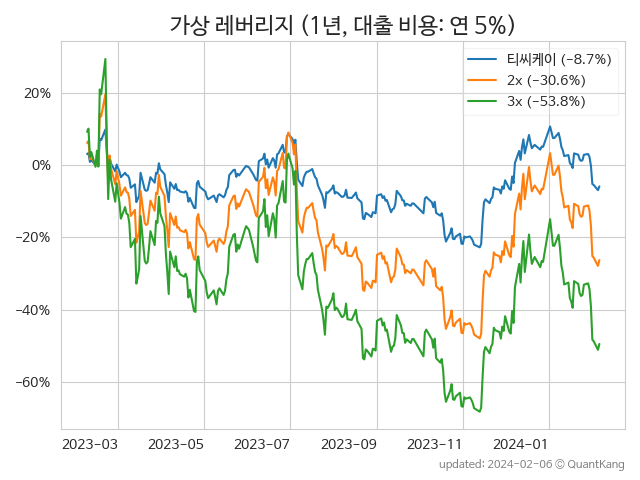 가상 레버리지 (1년, 대출 비용: 연 5%)
티씨케이 (−8.7%)
2x (−30.6%)
3x (−53.8%)
20%
0%
−20%
−40%
−60%
2023-03 2023-05 2023-07 2023-09 2023-11 2024-01
updated: 2024-02-06 © QuantKang